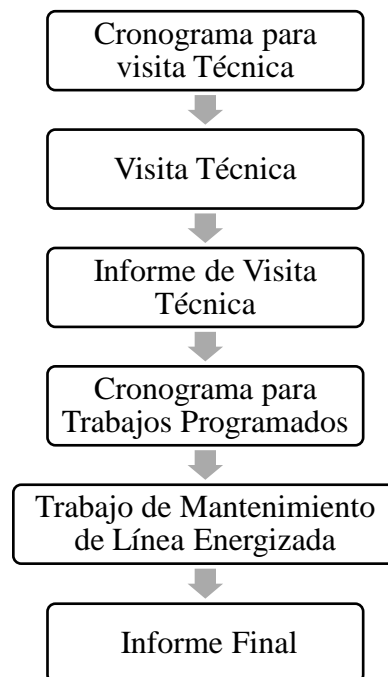 Cronograma para
visita Técnica
Visita Técnica
Informe de Visita
Técnica
Cronograma para
Trabajos Programados
Trabajo de Mantenimiento
de Línea Energizada
Informe Final